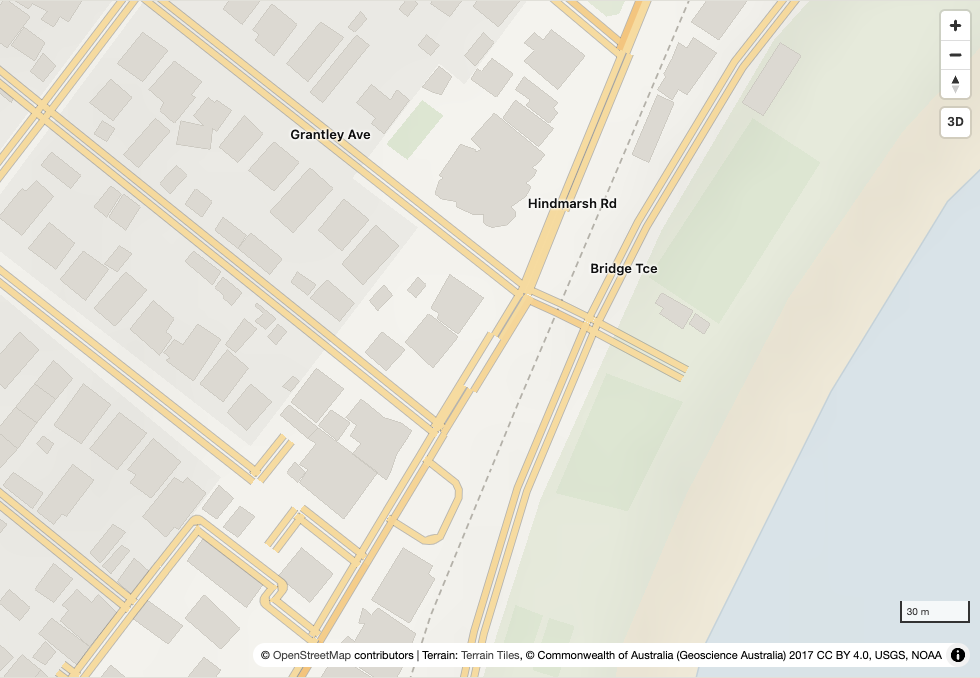 3D
Grantley Ave
Hindmarsh Rd
Bridge Tce
30 m
© OpenStreetMap contributors | Terrain: Terrain Tiles, © Commonwealth of Australia (Geoscience Australia) 2017 CC BY 4.0, USGS, NOAA